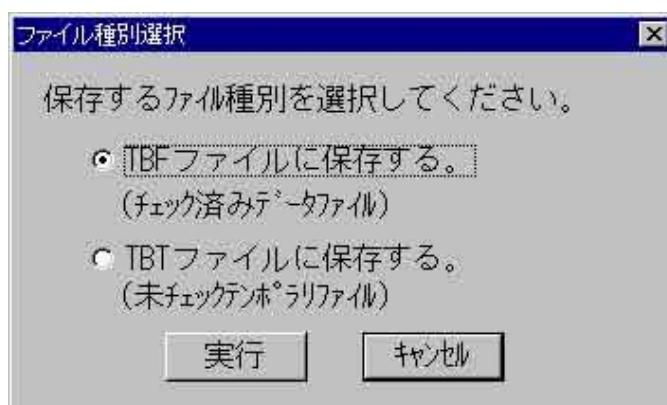 ファイル種別選択
保存するﾌｧｲﾙ種別を選択してください。
TBFファイルに保存する。
(ﾁｪｯｸ済みﾃﾞｰﾀﾌｧｲﾙ)
TBTファイルに保存する。
(未ﾁｪｯｸﾃﾝﾎﾟﾗﾘﾌｧｲﾙ)
実行 ｷｬﾝｾﾙ